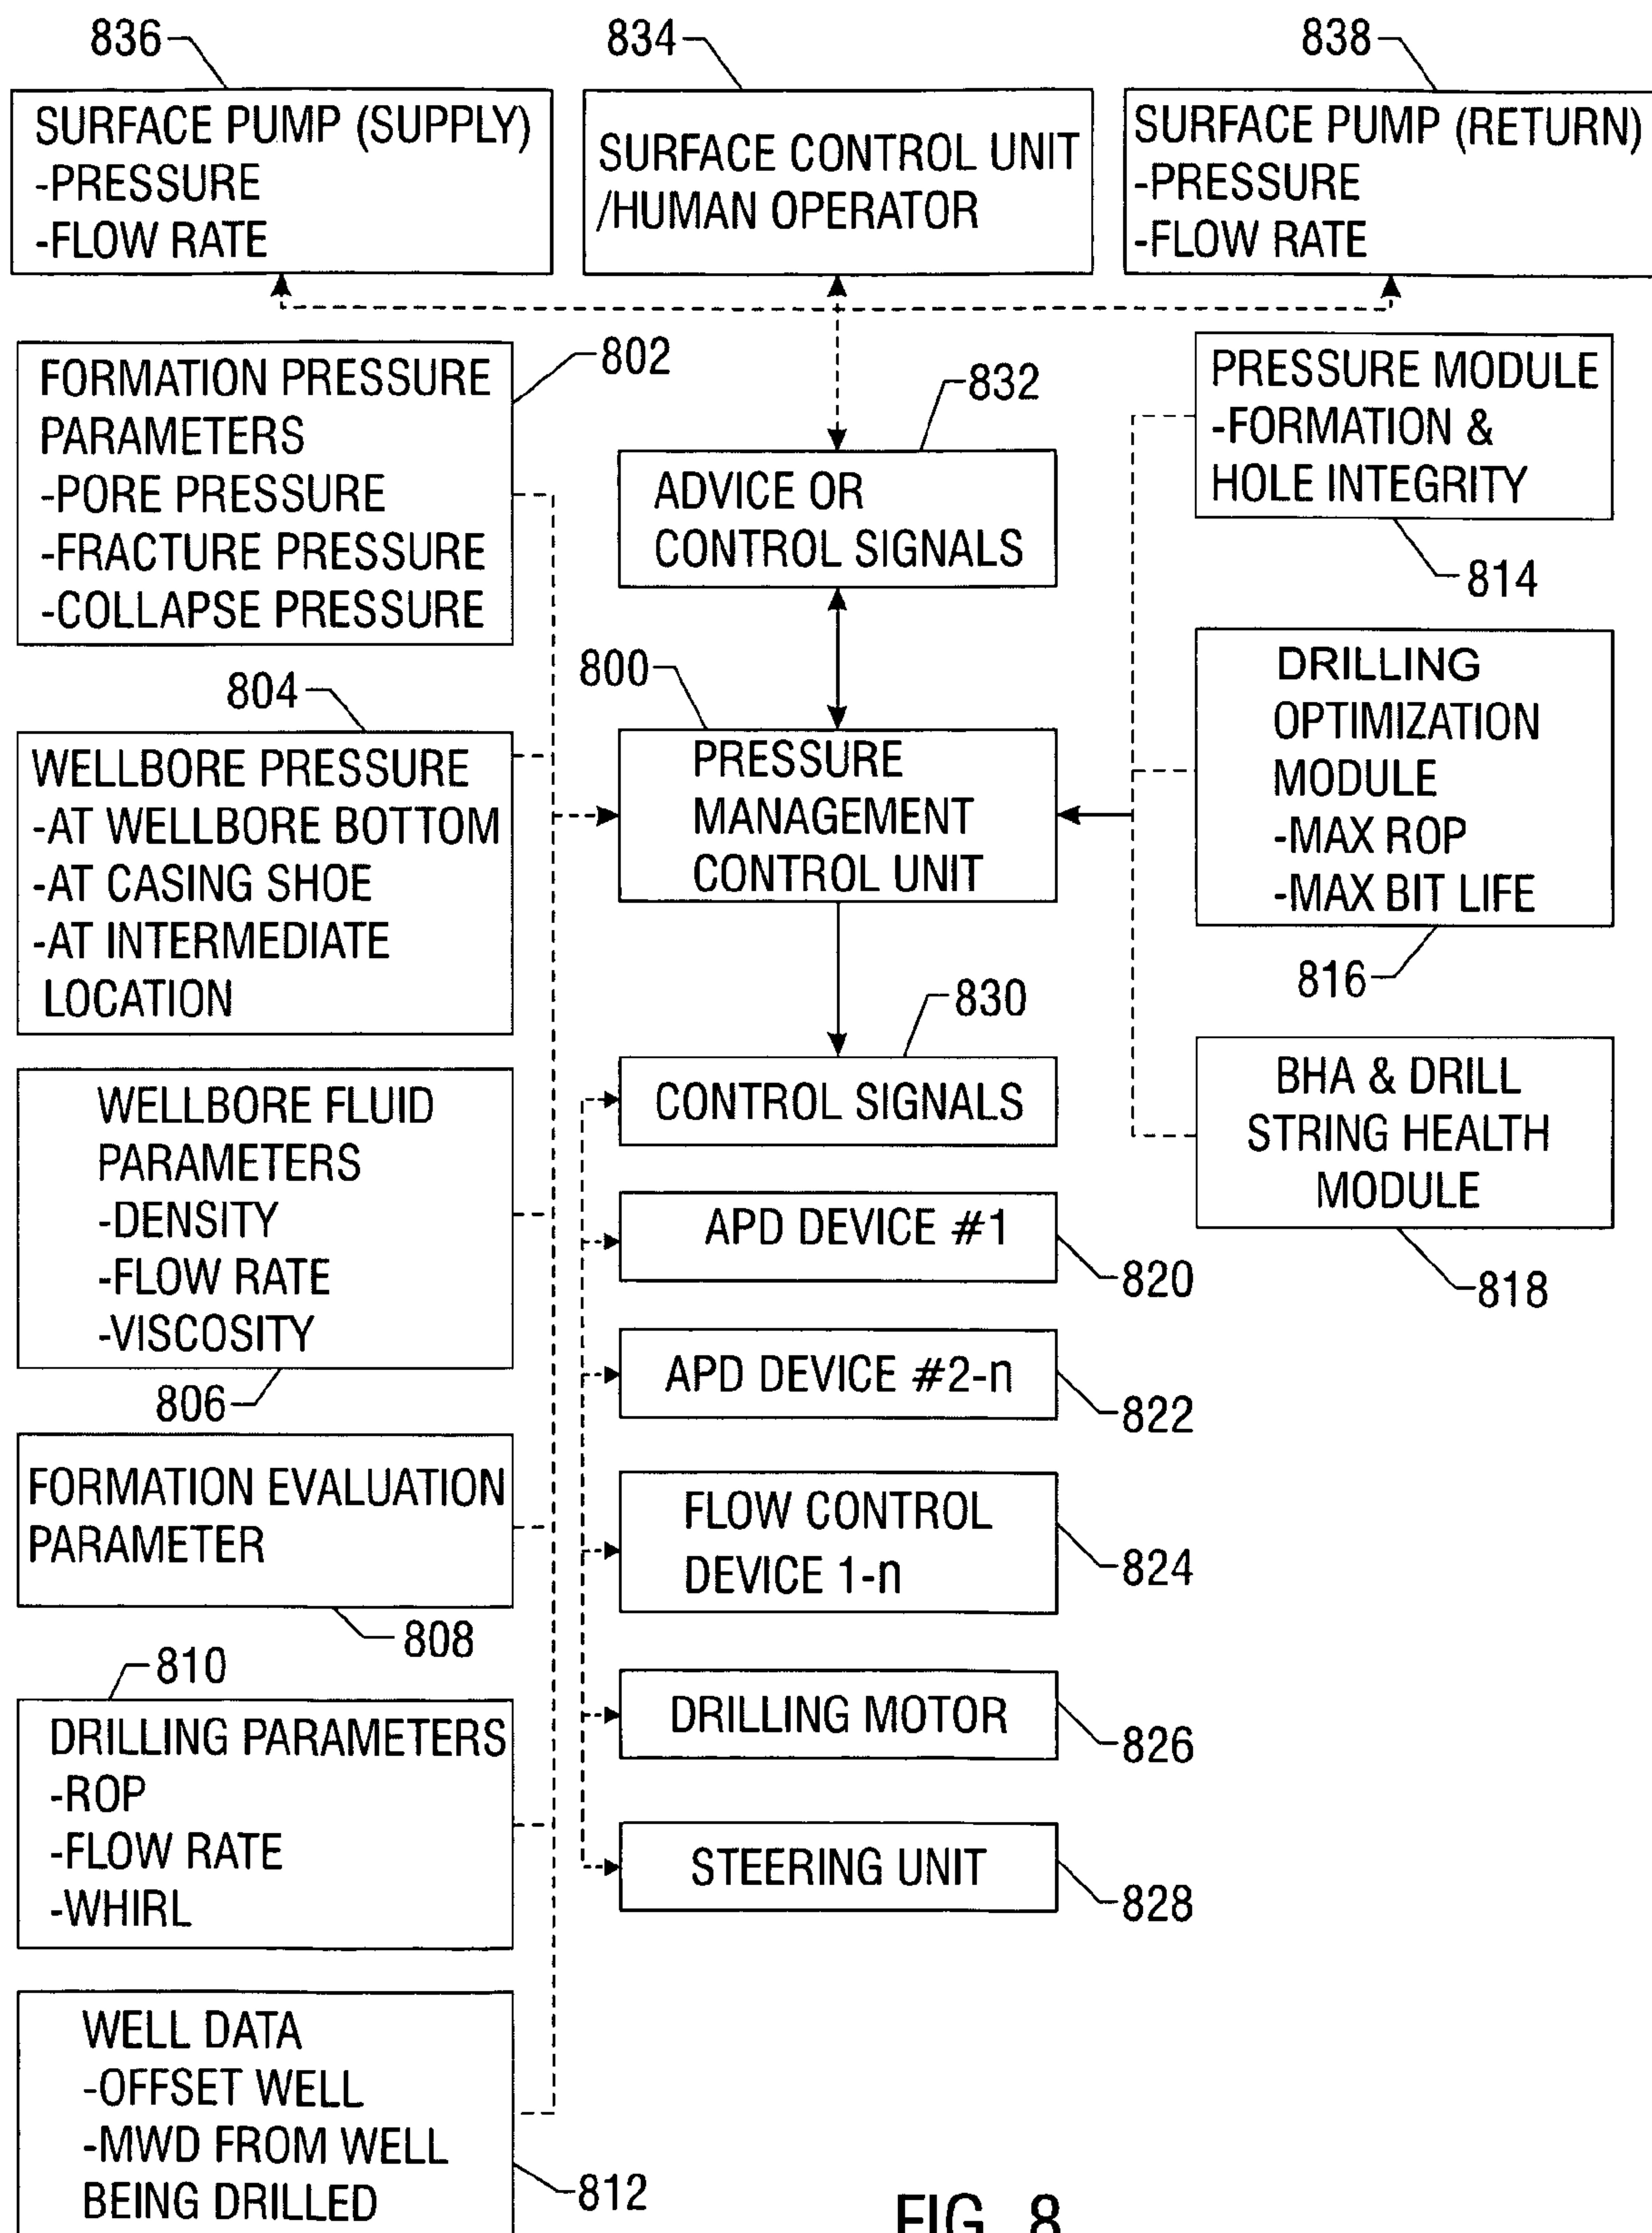 836
SURFACE PUMP (SUPPLY)
-PRESSURE
-FLOW RATE
834
SURFACE CONTROL UNIT
/HUMAN OPERATOR
838
SURFACE PUMP (RETURN)
-PRESSURE
-FLOW RATE
FORMATION PRESSURE
PARAMETERS
-PORE PRESSURE
-FRACTURE PRESSURE
-COLLAPSE PRESSURE
802
804
WELLBORE PRESSURE
-AT WELLBORE BOTTOM
-AT CASING SHOE
-AT INTERMEDIATE
LOCATION
WELLBORE FLUID
PARAMETERS
-DENSITY
-FLOW RATE
-VISCOSITY
806
FORMATION EVALUATION
PARAMETER
808
810
DRILLING PARAMETERS
-ROP
-FLOW RATE
-WHIRL
WELL DATA
-OFFSET WELL
-MWD FROM WELL
BEING DRILLED
812
832
ADVICE OR
CONTROL SIGNALS
800
PRESSURE
MANAGEMENT
CONTROL UNIT
830
CONTROL SIGNALS
APD DEVICE #1
820
APD DEVICE #2-n
822
FLOW CONTROL
DEVICE 1-n
824
DRILLING MOTOR
826
STEERING UNIT
828
PRESSURE MODULE
-FORMATION &
HOLE INTEGRITY
814
DRILLING
OPTIMIZATION
MODULE
-MAX ROP
-MAX BIT LIFE
816
BHA & DRILL
STRING HEALTH
MODULE
818
FIG. 8